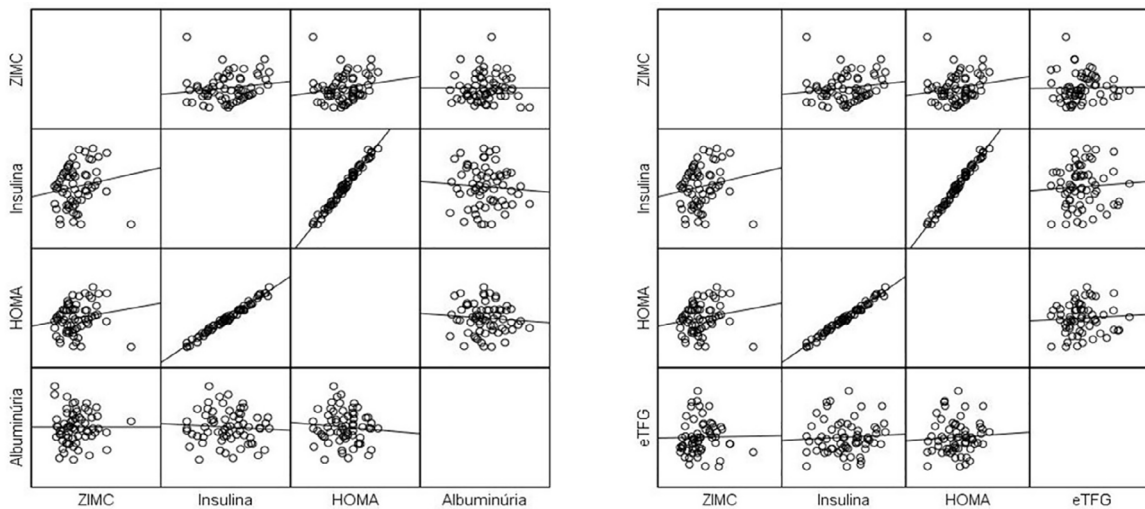 ZIMC
Insulina
HOMA
Albuminúria
ZIMC Insulina HOMA Albuminúria
ZIMC
Insulina
HOMA
eTFG
ZIMC Insulina HOMA eTFG